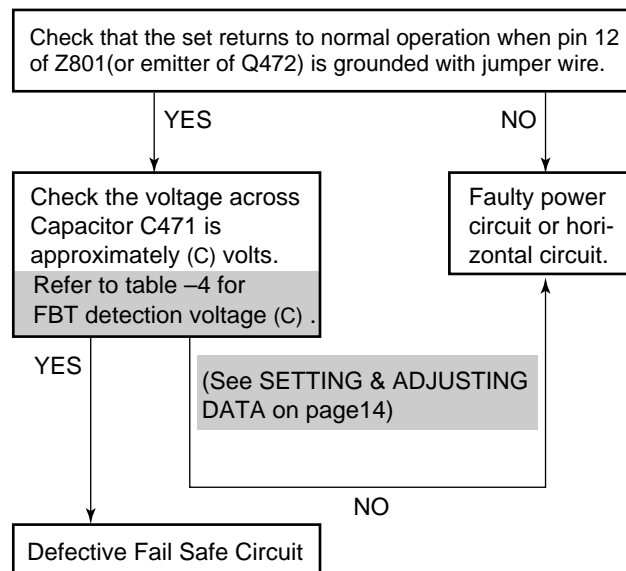 Check that the set returns to normal operation when pin 12
of Z801(or emitter of Q472) is grounded with jumper wire.
YES
NO
Check the voltage across
Capacitor C471 is
approximately (C) volts.
Refer to table –4 for
FBT detection voltage (C) .
Faulty power
circuit or hori-
zontal circuit.
YES
(See SETTING & ADJUSTING
DATA on page14)
NO
Defective Fail Safe Circuit